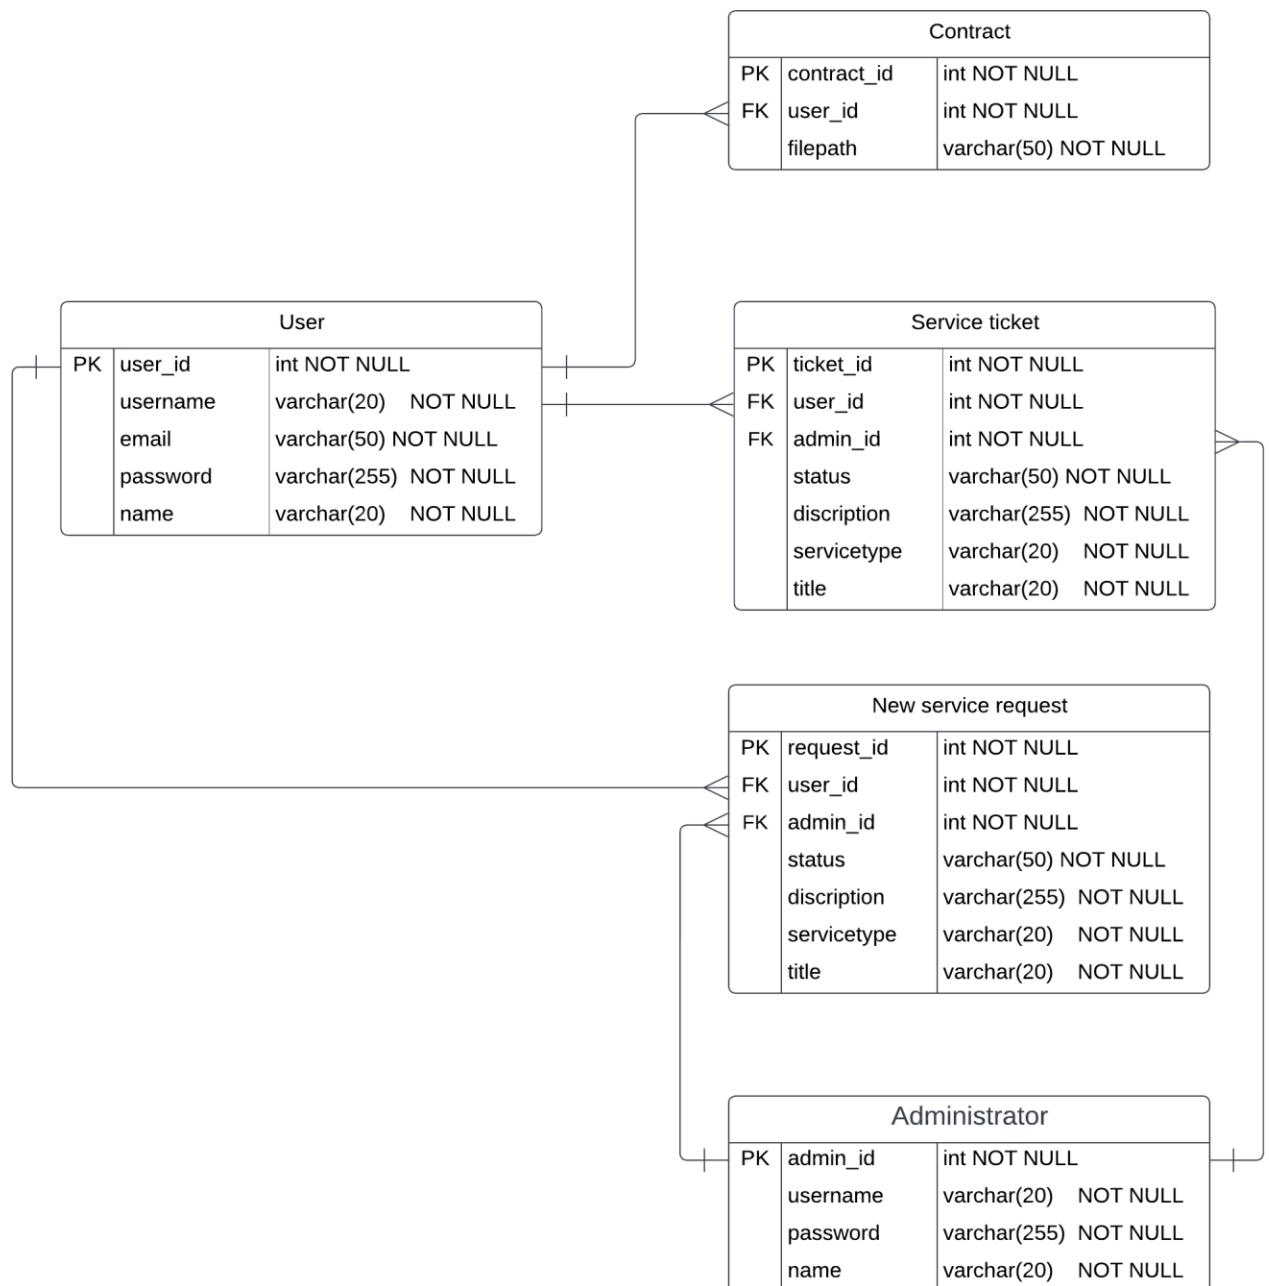 Contract
PK contract_id int NOT NULL
FK user_id int NOT NULL
filepath varchar(50) NOT NULL
User
PK user_id int NOT NULL
username varchar(20) NOT NULL
email varchar(50) NOT NULL
password varchar(255) NOT NULL
name varchar(20) NOT NULL
Service ticket
PK ticket_id int NOT NULL
FK user_id int NOT NULL
FK admin_id int NOT NULL
status varchar(50) NOT NULL
discription varchar(255) NOT NULL
servicetype varchar(20) NOT NULL
title varchar(20) NOT NULL
New service request
PK request_id int NOT NULL
FK user_id int NOT NULL
FK admin_id int NOT NULL
status varchar(50) NOT NULL
discription varchar(255) NOT NULL
servicetype varchar(20) NOT NULL
title varchar(20) NOT NULL
Administrator
PK admin_id int NOT NULL
username varchar(20) NOT NULL
password varchar(255) NOT NULL
name varchar(20) NOT NULL